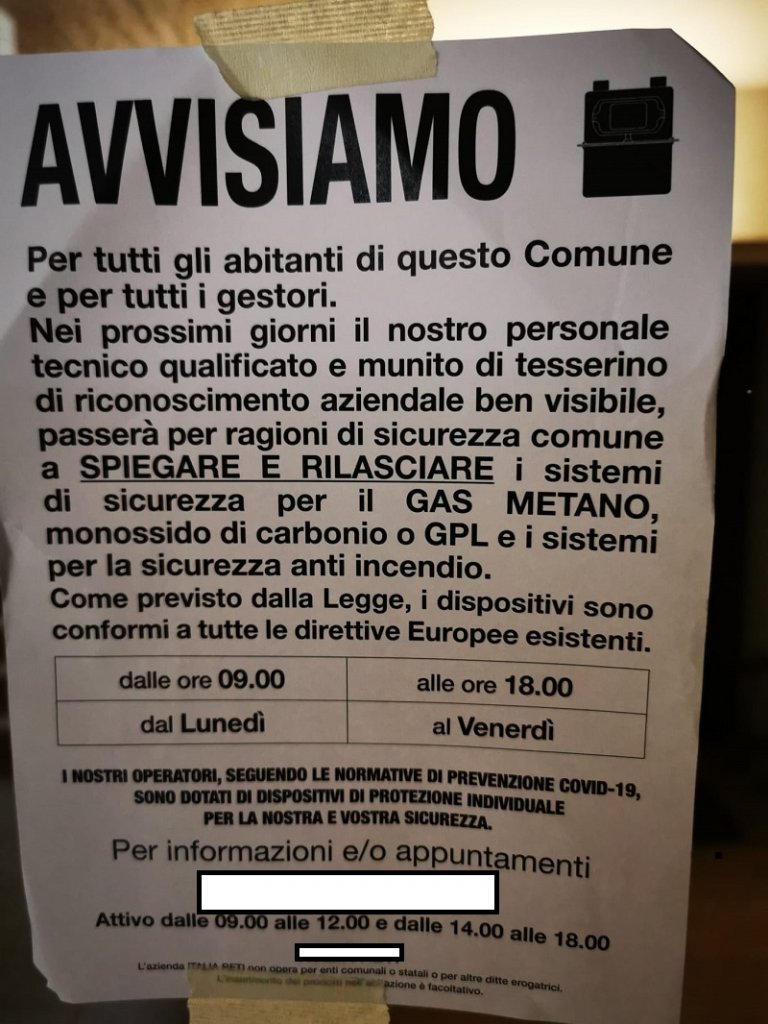 AVVISIAMO
Per tutti gli abitanti di questo Comune
e per tutti i gestori.
Nei prossimi giorni il nostro personale
tecnico qualificato e munito di tesserino
di riconoscimento aziendale ben visibile,
passerà per ragioni di sicurezza comune
a SPIEGARE E RILASCIARE i sistemi
di sicurezza per il GAS METANO,
monossido di carbonio o GPL e i sistemi
per la sicurezza anti incendio.
Come previsto dalla Legge, i dispositivi sono
conformi a tutte le direttive Europee esistenti.
dalle ore 09.00 alle ore 18.00
dal Lunedì al Venerdì
I NOSTRI OPERATORI, SEGUENDO LE NORMATIVE DI PREVENZIONE COVID-19,
SONO DOTATI DI DISPOSITIVI DI PROTEZIONE INDIVIDUALE
PER LA NOSTRA E VOSTRA SICUREZZA.
Per informazioni e/o appuntamenti
Attivo dalle 09.00 alle 12.00 e dalle 14.00 alle 18.00
L'azienda ITALIA RETI non opera per enti comunali o statali o per altre ditte erogatrici.
L'inserimento dei prodotti nell'abitazione è facoltativo.